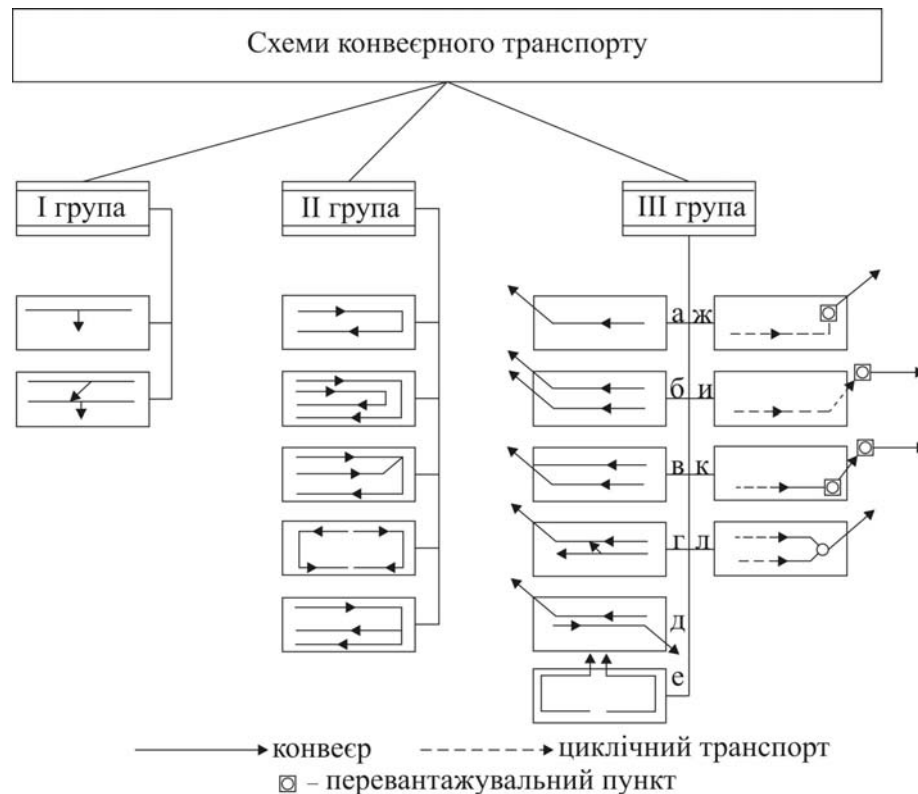 Схеми конвеєрного транспорту
І група
ІІ група
ІІІ група
а ж
б и
в к
г л
д
е
конвеєр
циклічний транспорт
– перевантажувальний пункт